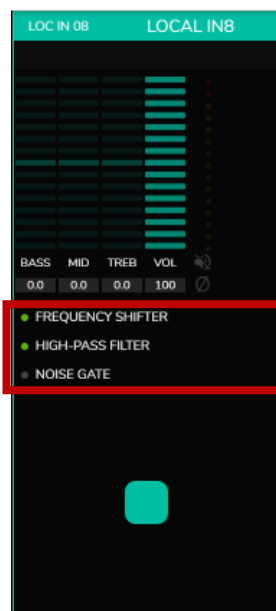 LOC IN 08 LOCAL IN8
BASS MID TREB VOL
0.0 0.0 0.0 100
FREQUENCY SHIFTER
HIGH-PASS FILTER
NOISE GATE